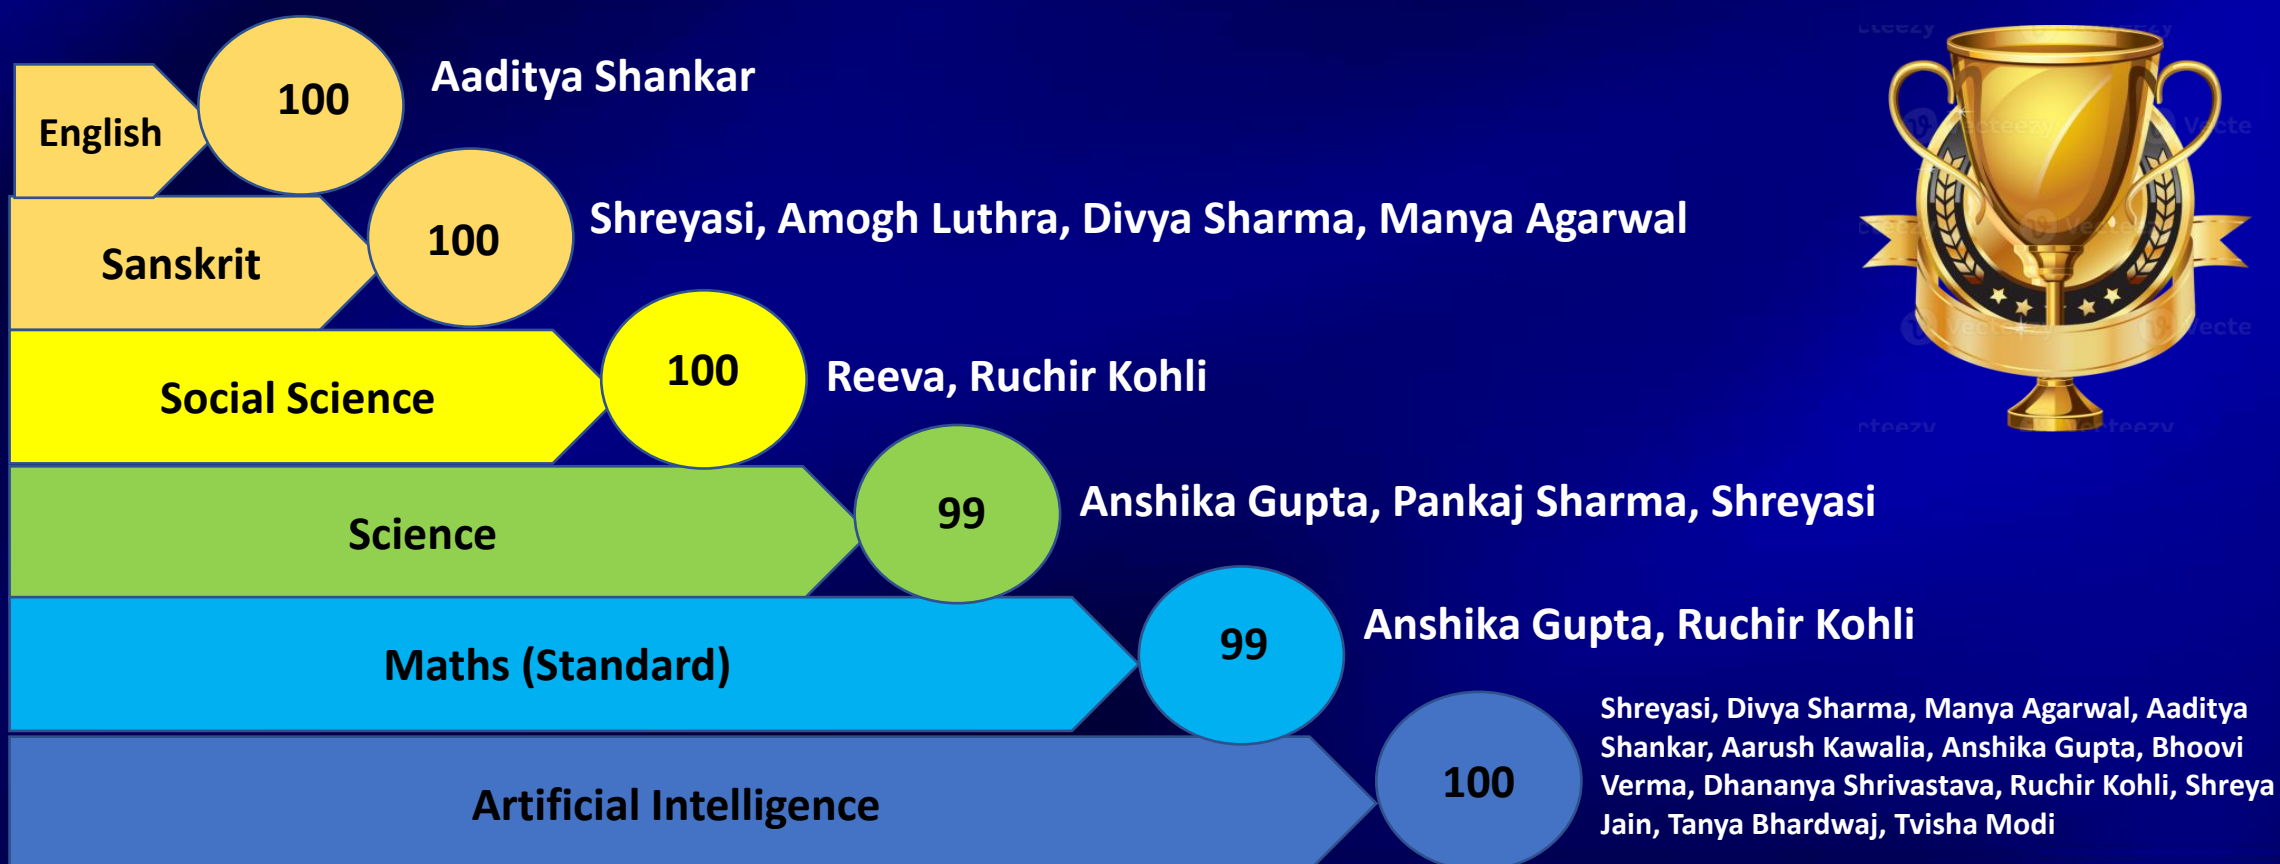 English
100
Aaditya Shankar
Sanskrit
100
Shreyasi, Amogh Luthra, Divya Sharma, Manya Agarwal
Social Science
100
Reeva, Ruchir Kohli
Science
99
Anshika Gupta, Pankaj Sharma, Shreyasi
Maths (Standard)
99
Anshika Gupta, Ruchir Kohli
Artificial Intelligence
100
Shreyasi, Divya Sharma, Manya Agarwal, Aaditya
Shankar, Aarush Kawalia, Anshika Gupta, Bhoovi
Verma, Dhananya Shrivastava, Ruchir Kohli, Shreya
Jain, Tanya Bhardwaj, Tvisha Modi